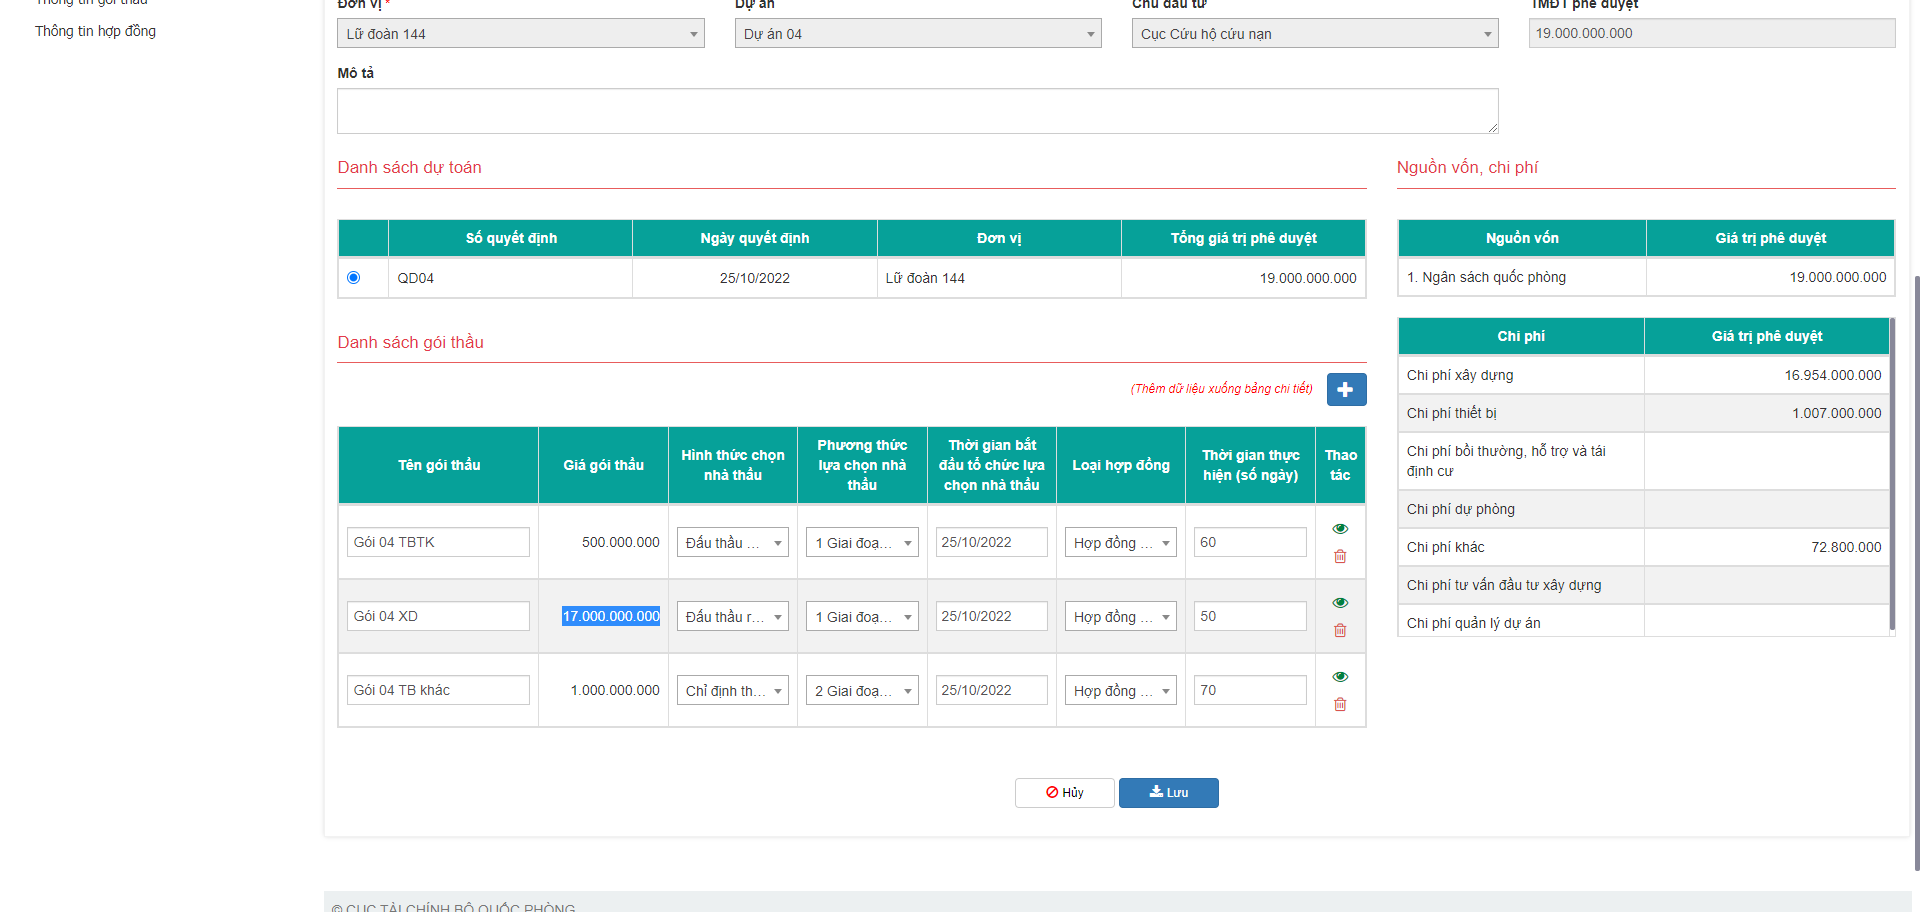 Thông tin gói thầu
Thông tin hợp đồng
Đơn vị *
Dự án
Chủ đầu tư
TMĐT phê duyệt
Lữ đoàn 144
Dự án 04
Cục Cứu hộ cứu nạn
19.000.000.000
Mô tả
Danh sách dự toán
Số quyết định
Ngày quyết định
Đơn vị
Tổng giá trị phê duyệt
QD04
25/10/2022
Lữ đoàn 144
19.000.000.000
Danh sách gói thầu
(Thêm dữ liệu xuống bảng chi tiết)
Tên gói thầu
Giá gói thầu
Hình thức chọn
nhà thầu
Phương thức
lựa chọn nhà
thầu
Thời gian bắt
đầu tổ chức lựa
chọn nhà thầu
Loại hợp đồng
Thời gian thực
hiện (số ngày)
Thao
tác
Gói 04 TBTK
500.000.000
Đấu thầu ...
1 Giai đoạ...
25/10/2022
Hợp đồng ...
60
Gói 04 XD
17.000.000.000
Đấu thầu r...
1 Giai đoạ...
25/10/2022
Hợp đồng ...
50
Gói 04 TB khác
1.000.000.000
Chỉ định th...
2 Giai đoạ...
25/10/2022
Hợp đồng ...
70
Nguồn vốn, chi phí
Nguồn vốn
Giá trị phê duyệt
1. Ngân sách quốc phòng
19.000.000.000
Chi phí
Giá trị phê duyệt
Chi phí xây dựng
16.954.000.000
Chi phí thiết bị
1.007.000.000
Chi phí bồi thường, hỗ trợ và tái
định cư
Chi phí dự phòng
Chi phí khác
72.800.000
Chi phí tư vấn đầu tư xây dựng
Chi phí quản lý dự án
Hủy
Lưu
© CỤC TÀI CHÍNH BỘ QUỐC PHÒNG